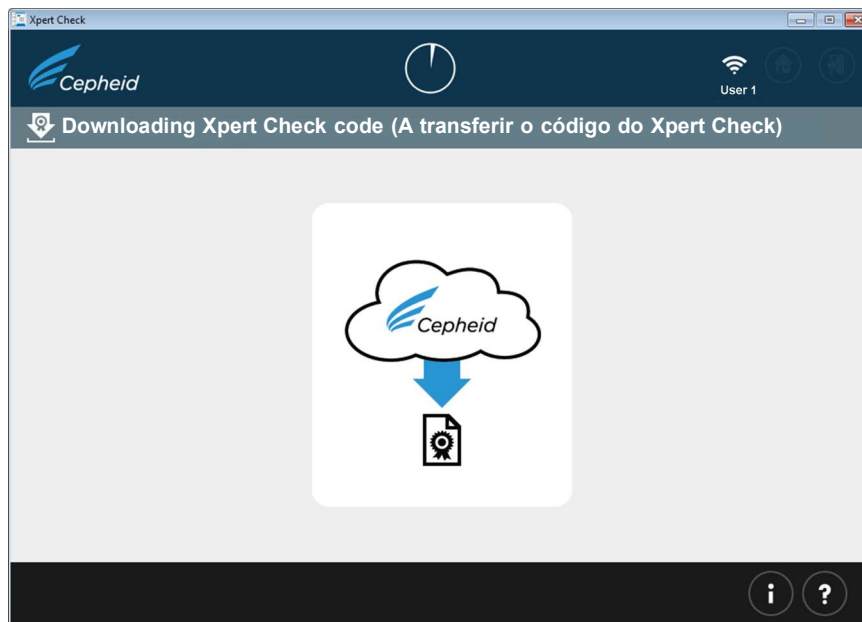 Xpert Check
Cepheid
User 1
Downloading Xpert Check code (A transferir o código do Xpert Check)
Cepheid
i
?